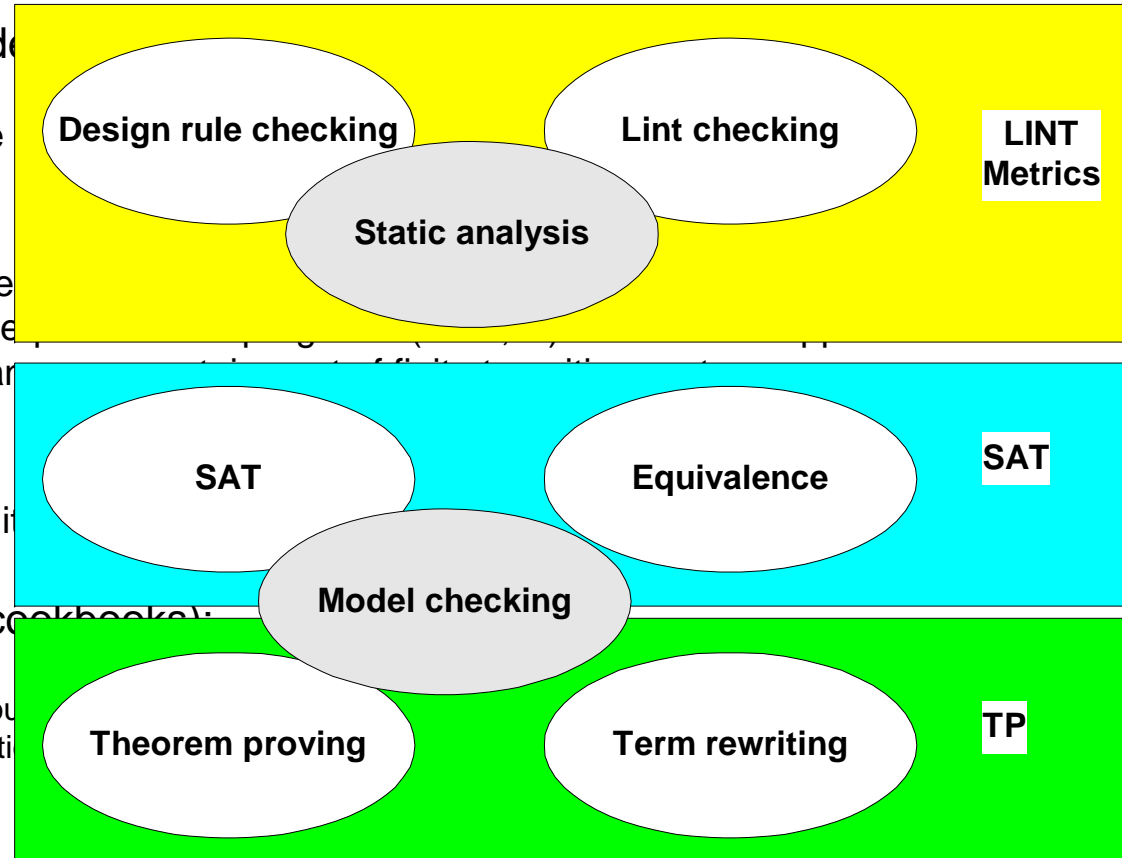 Design rule checking
Lint checking
LINT
Metrics
Static analysis
SAT
Equivalence
SAT
Model checking
cookbooks):
Theorem proving
Term rewriting
TP